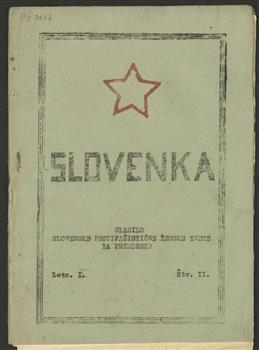 SLOVENKA
GLASILO
SLOVENSKE PROTIFAŠISTIČNE ŽENSKE ZVEZE
ZA PRIMORSKO
Leto. I. Štv. II.